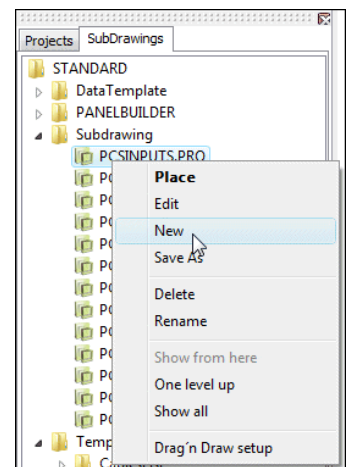 Projects SubDrawings
STANDARD
DataTemplate
PANELBUILDER
Subdrawing
PCSINPUTS.PRO
Place
Edit
New
Save As
Delete
Rename
Show from here
One level up
Show all
Drag´n Draw setup